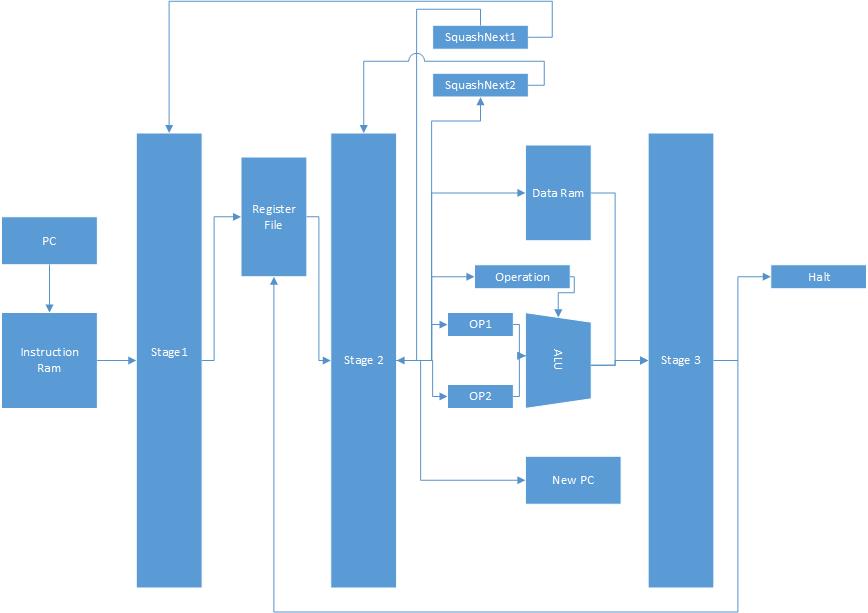 SquashNext1
SquashNext2
Register
File
Data Ram
PC
Operation
Halt
Instruction
Ram
Stage1
Stage 2
OP1
ALU
Stage 3
OP2
New PC